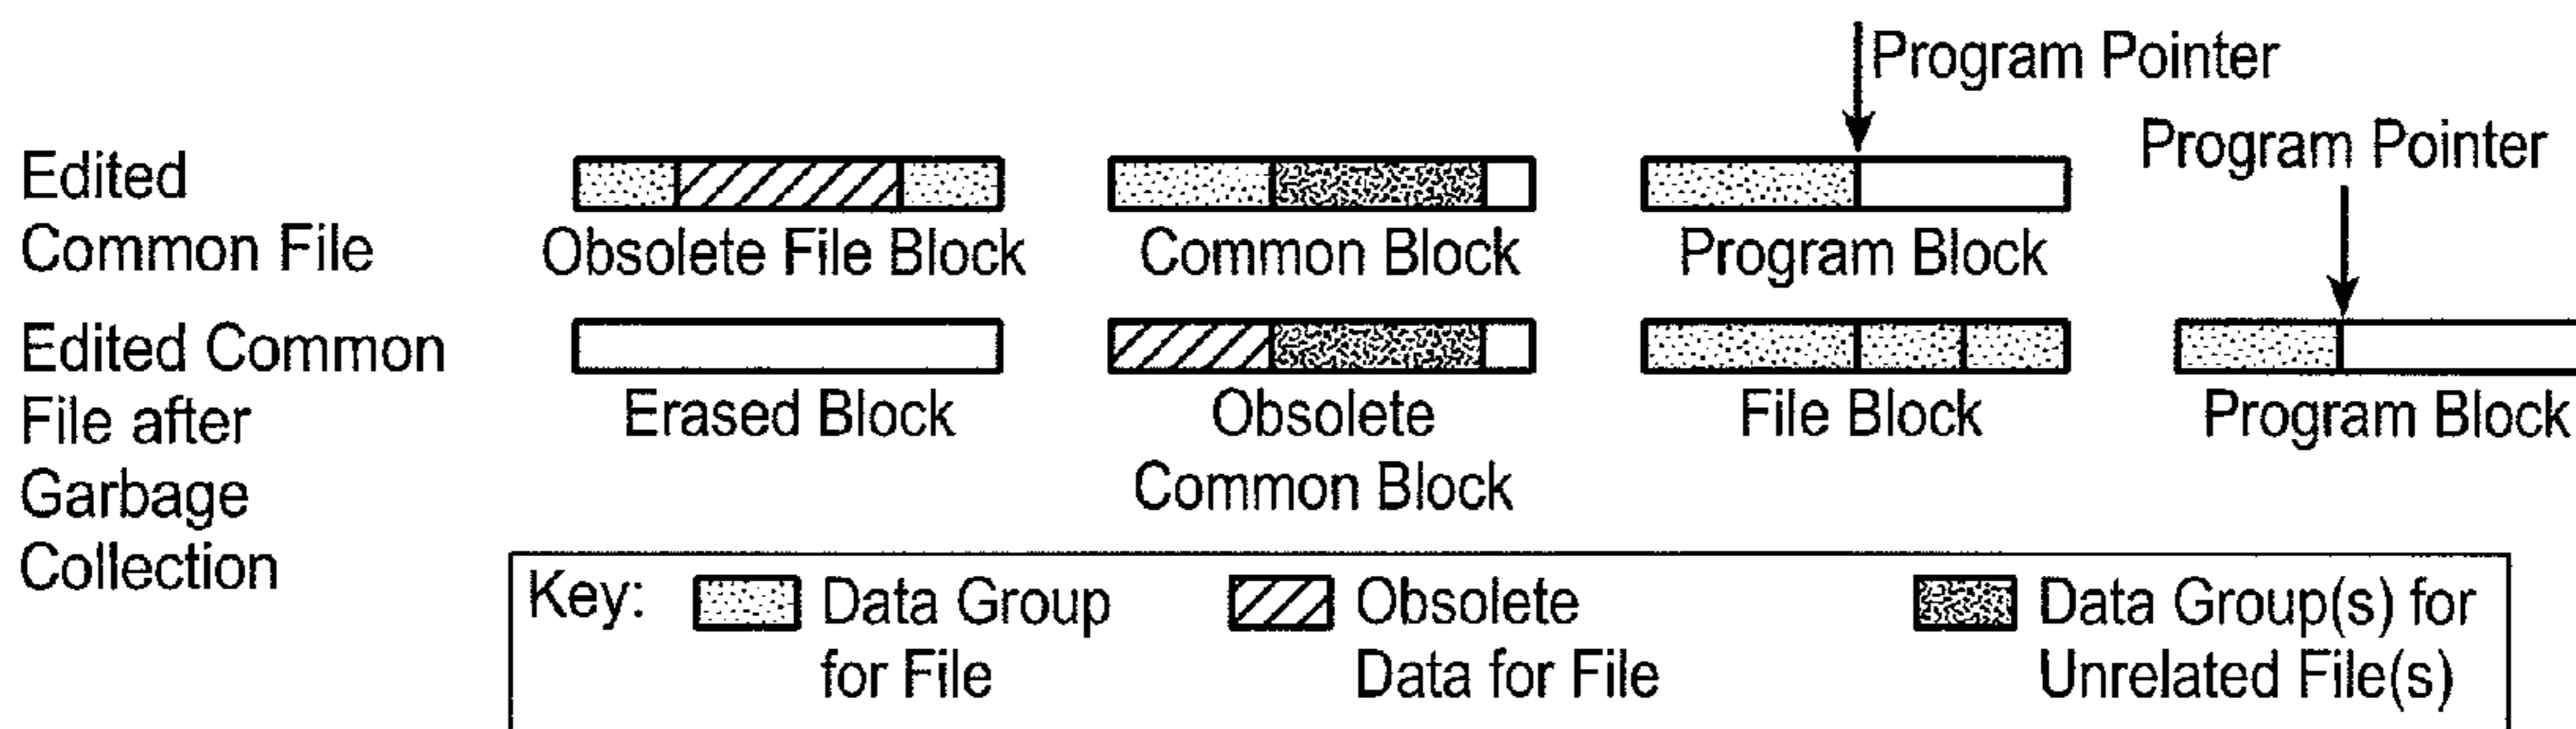 Program Pointer
Program Pointer
Edited
Common File
Obsolete File Block
Common Block
Program Block
Edited Common
File after
Garbage
Collection
Erased Block
Obsolete
Common Block
File Block
Program Block
Key:
Data Group
for File
Obsolete
Data for File
Data Group(s) for
Unrelated File(s)